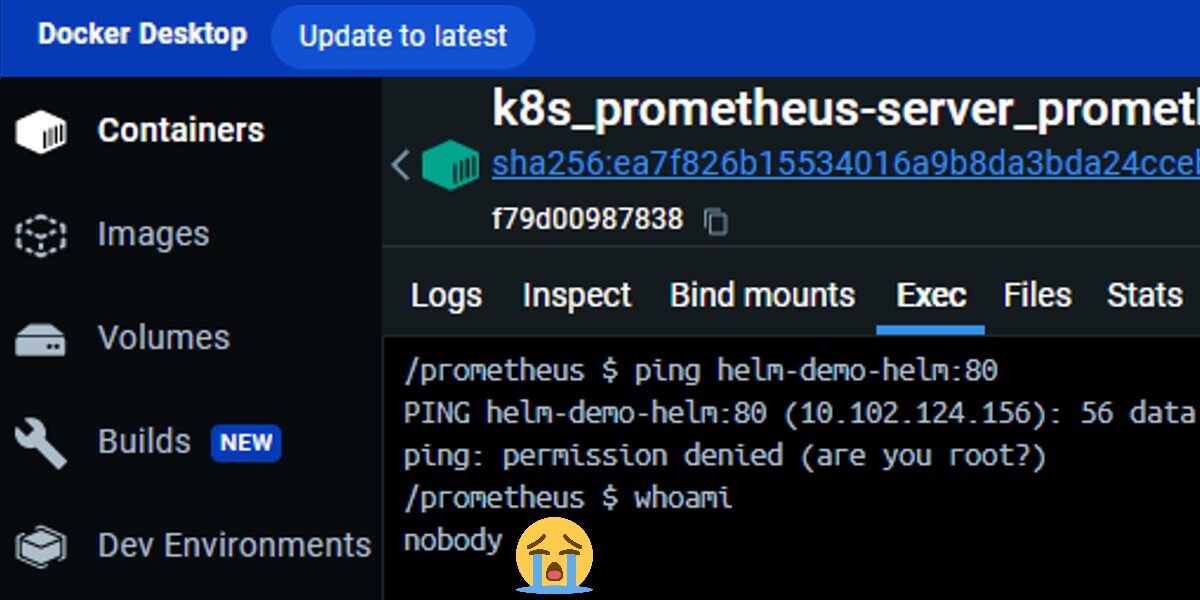 Docker Desktop Update to latest
Containers
Images
Volumes
Builds NEW
Dev Environments
k8s_prometheus-server_prometh
sha256:ea7f826b15534016a9b8da3bda24cceb
f79d00987838
Logs Inspect Bind mounts Exec Files Stats
/prometheus $ ping helm-demo-helm:80
PING helm-demo-helm:80 (10.102.124.156): 56 data
ping: permission denied (are you root?)
/prometheus $ whoami
nobody